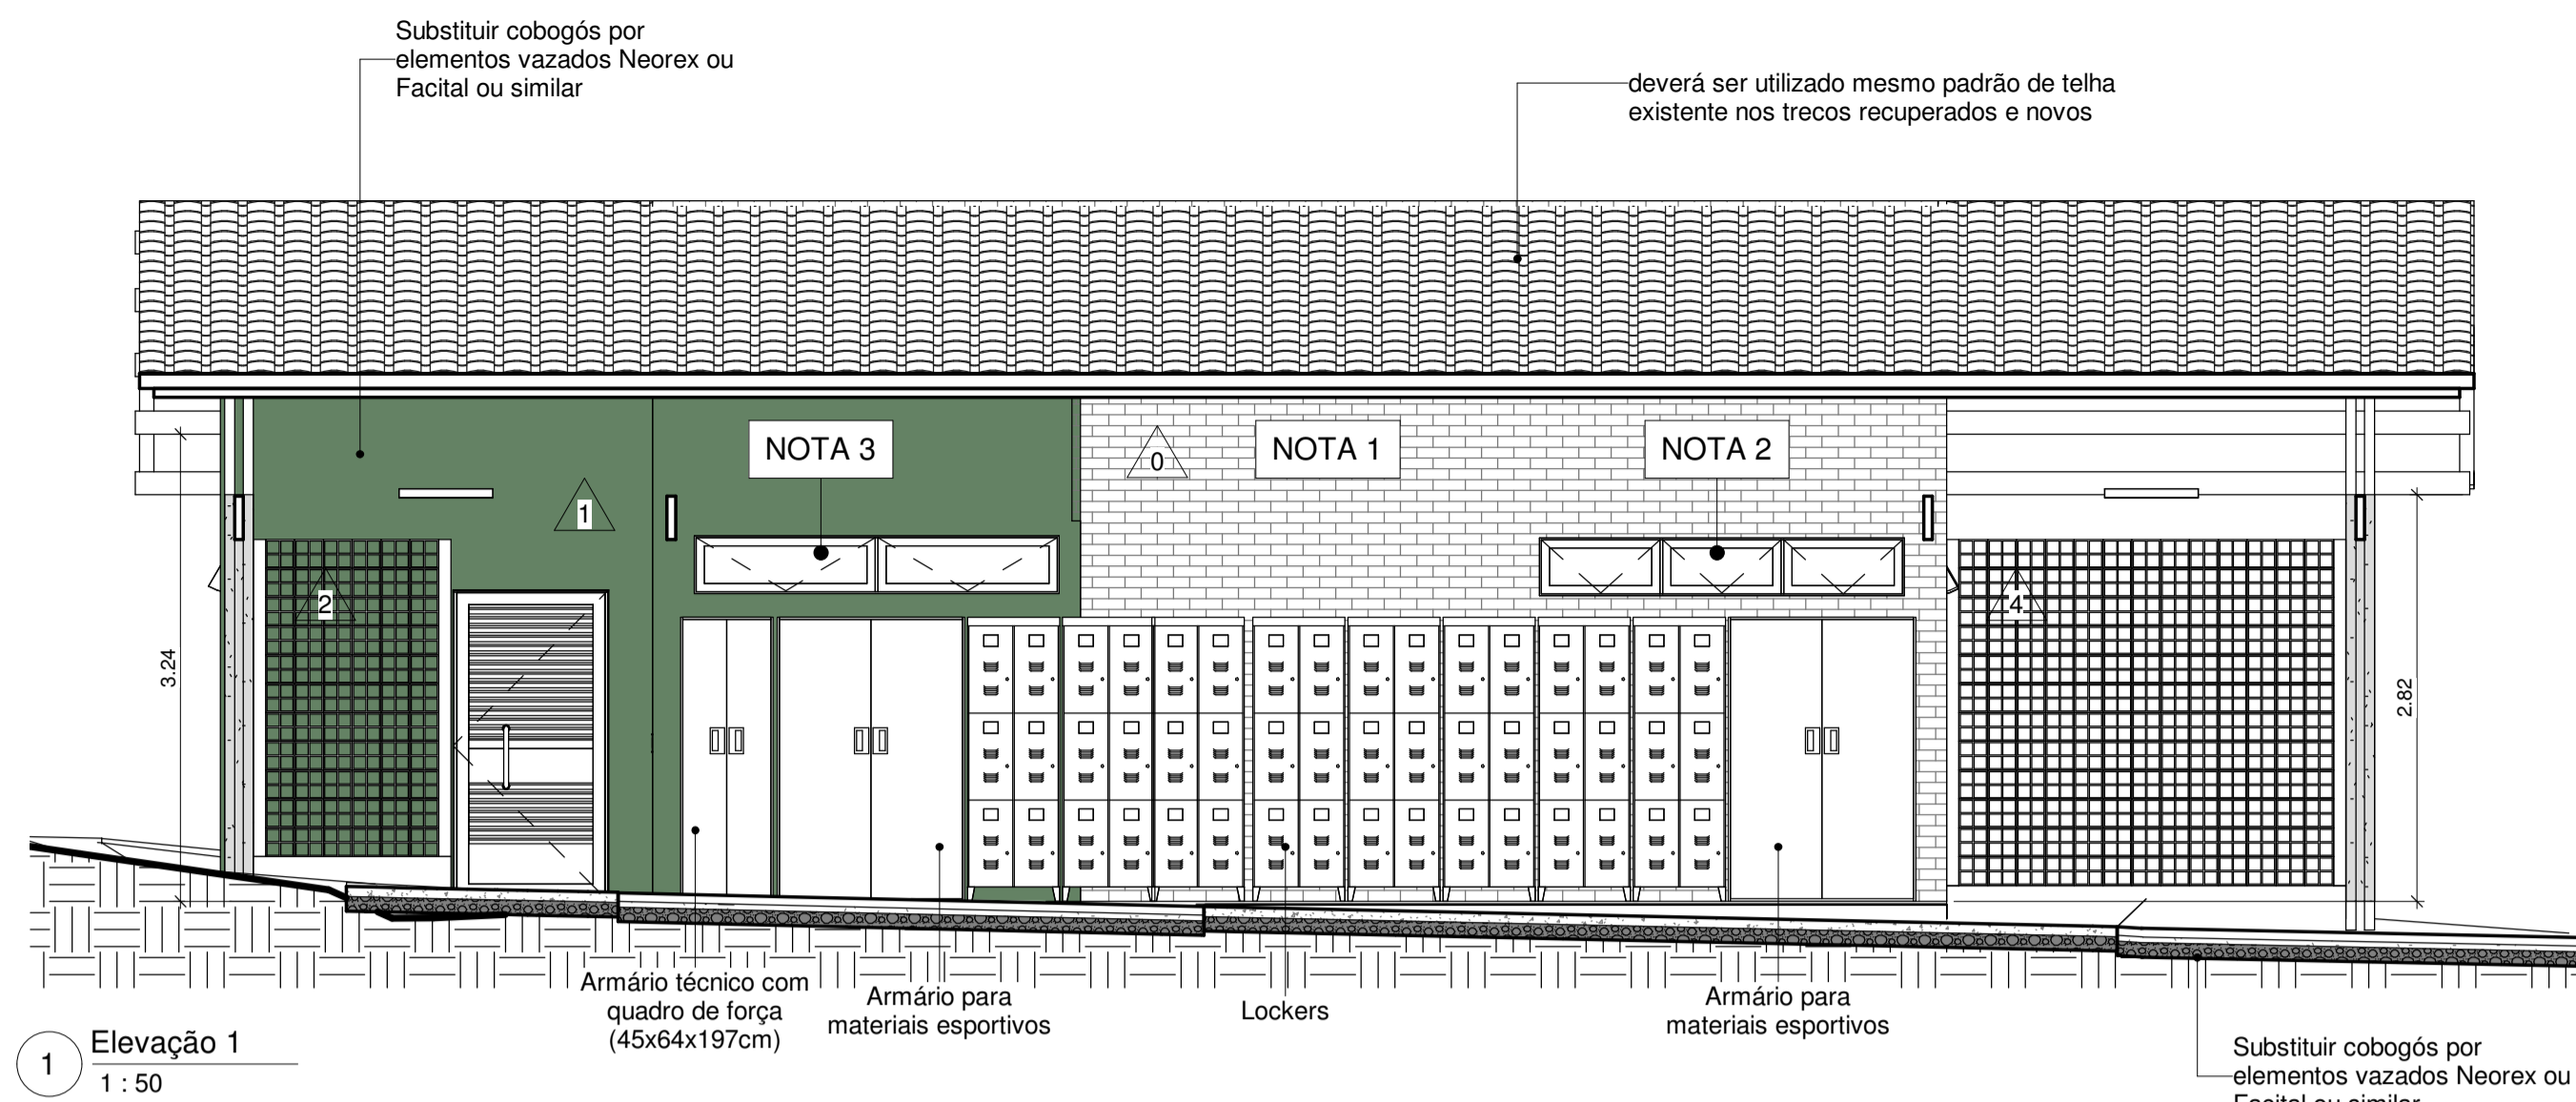 Substituir cobogós por
elementos vazados Neorex ou
Facital ou similar
deverá ser utilizado mesmo padrão de telha
existente nos trecos recuperados e novos
NOTA 3
NOTA 1
NOTA 2
0
1
2
4
3.24
2.82
Armário técnico com
quadro de força
(45x64x197cm)
Armário para
materiais esportivos
Lockers
Armário para
materiais esportivos
1
Elevação 1
1 : 50
Substituir cobogós por
elementos vazados Neorex ou
Facital ou similar